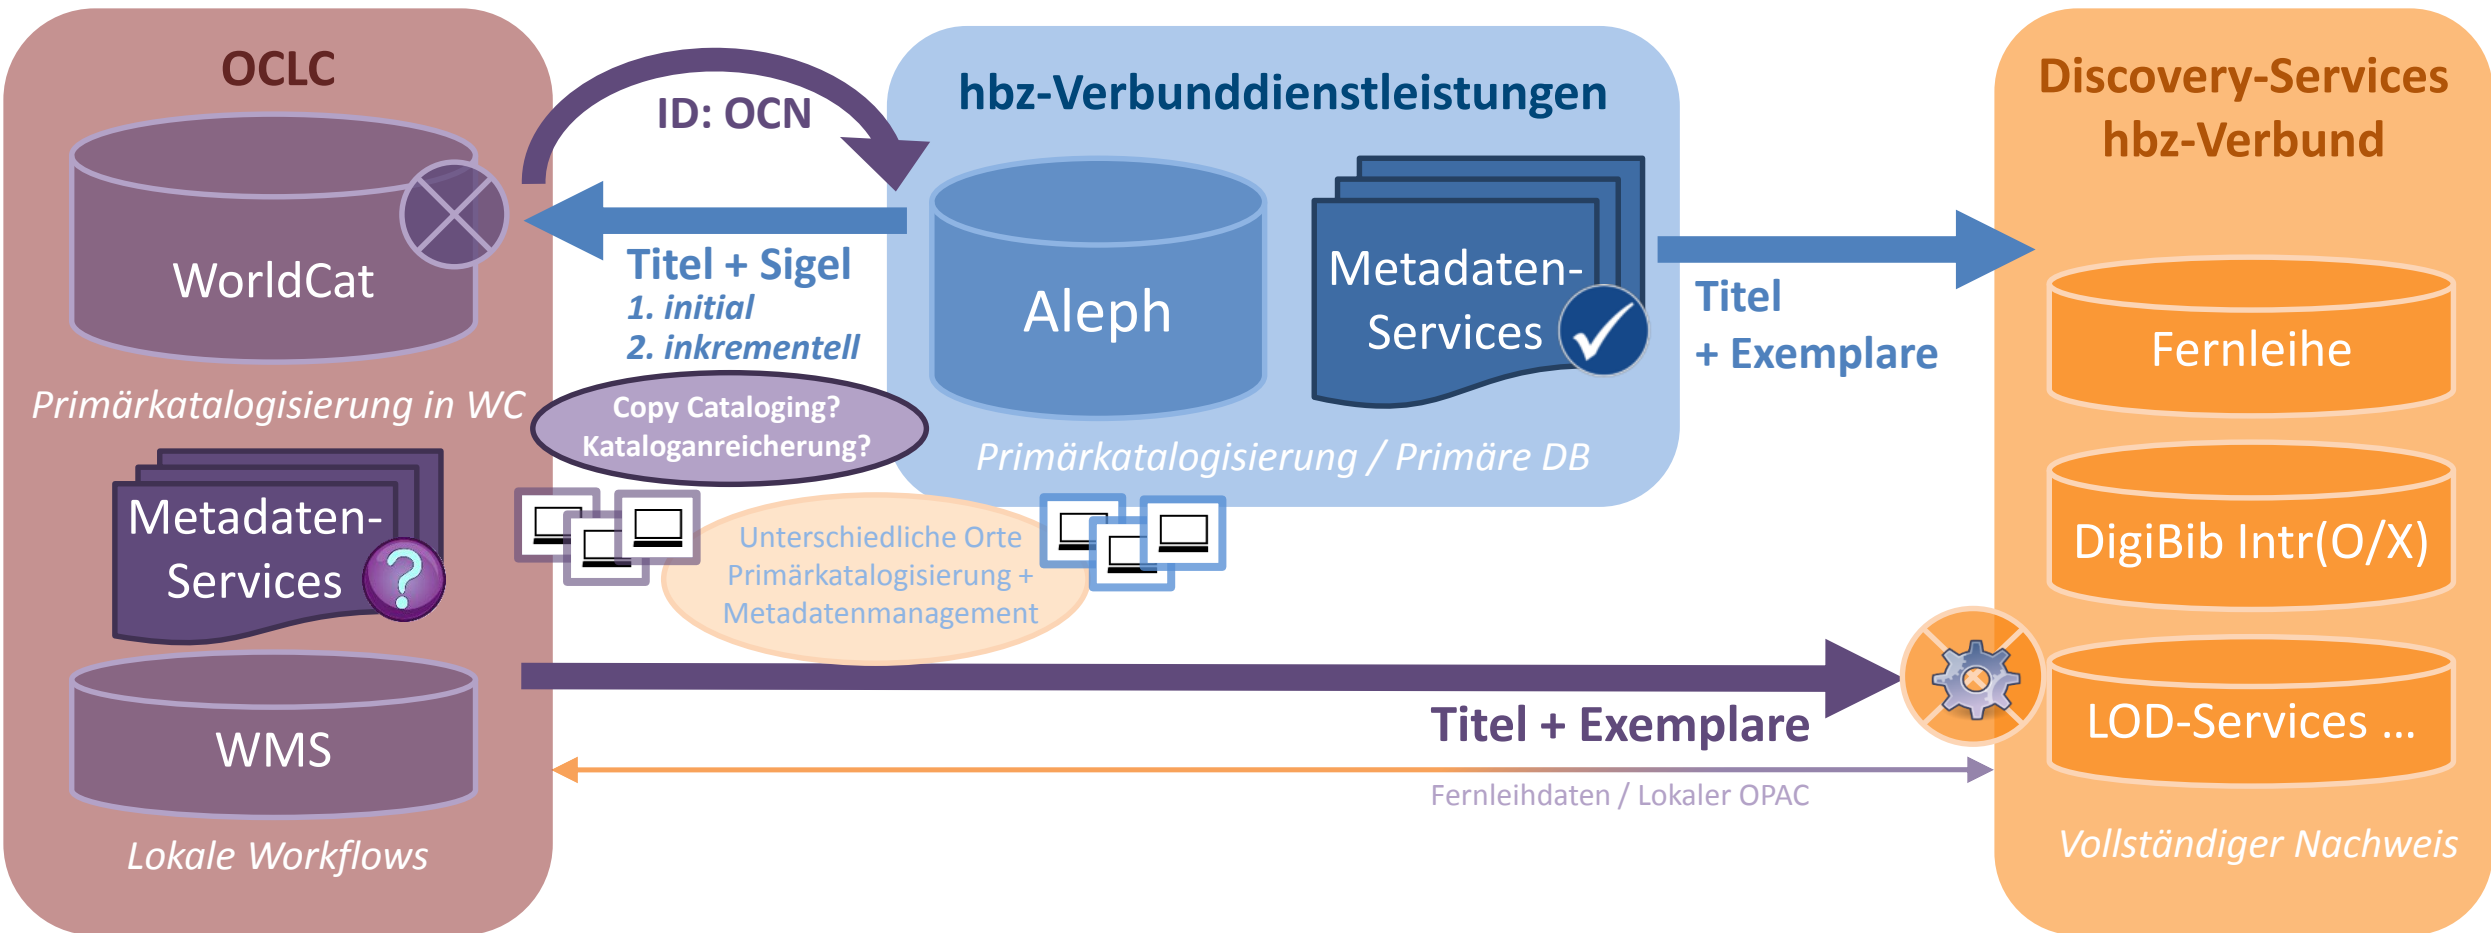 OCLC
WorldCat
Primärkatalogisierung in WC
Metadaten-
Services
?
WMS
Lokale Workflows
ID: OCN
Titel + Sigel
1. initial
2. inkrementell
Copy Cataloging?
Kataloganreicherung?
Unterschiedliche Orte
Primärkatalogisierung +
Metadatenmanagement
hbz-Verbunddienstleistungen
Aleph
Metadaten-
Services
Primärkatalogisierung / Primäre DB
Titel
+ Exemplare
Titel + Exemplare
Fernleihdaten / Lokaler OPAC
Discovery-Services
hbz-Verbund
Fernleihe
DigiBib Intr(O/X)
LOD-Services ...
Vollständiger Nachweis